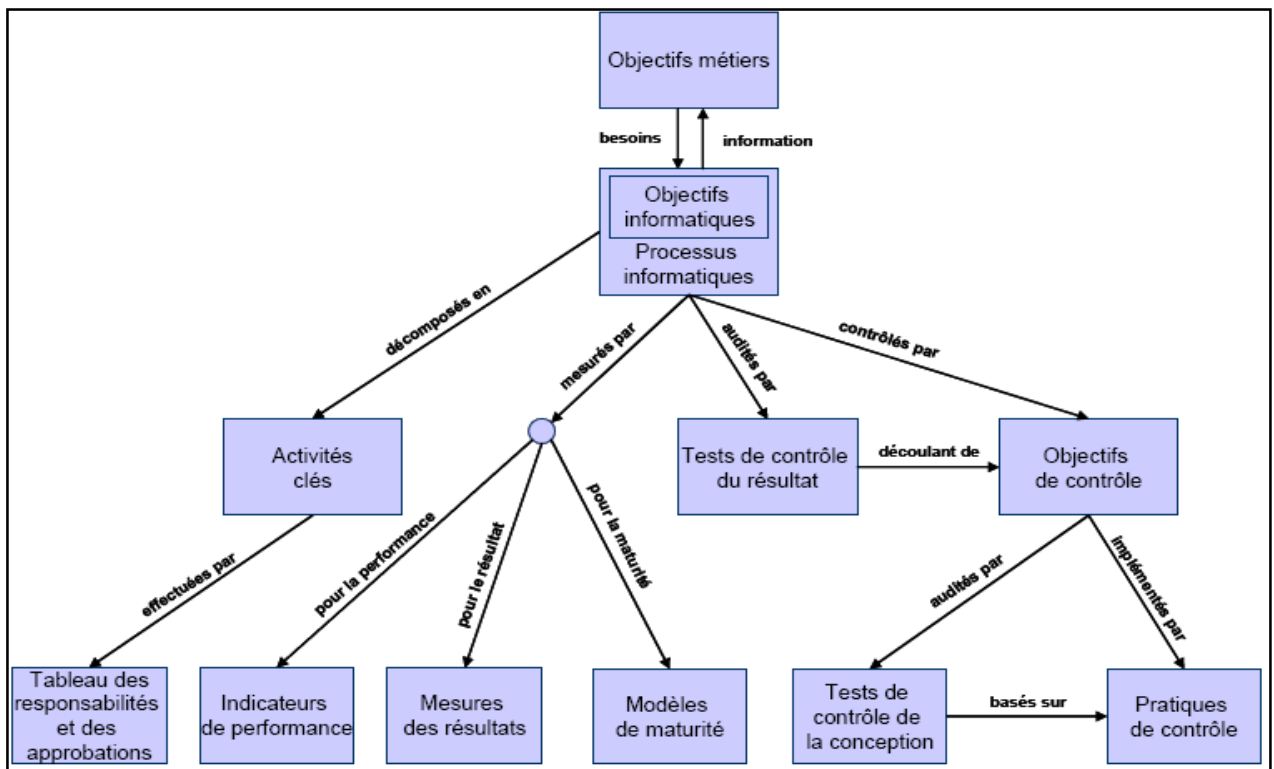 Objectifs métiers
besoins
information
Objectifs
informatiques
Processus
informatiques
décomposés en
mesurés par
audités par
contrôlés par
Activités
clés
Tests de contrôle
du résultat
découlant de
Objectifs
de contrôle
effectuées par
pour la performance
pour le résultat
pour la maturité
audités par
implémentés par
Tableau des
responsabilités
et des
approbations
Indicateurs
de performance
Mesures
des résultats
Modèles
de maturité
Tests de
contrôle de
la conception
basés sur
Pratiques
de contrôle